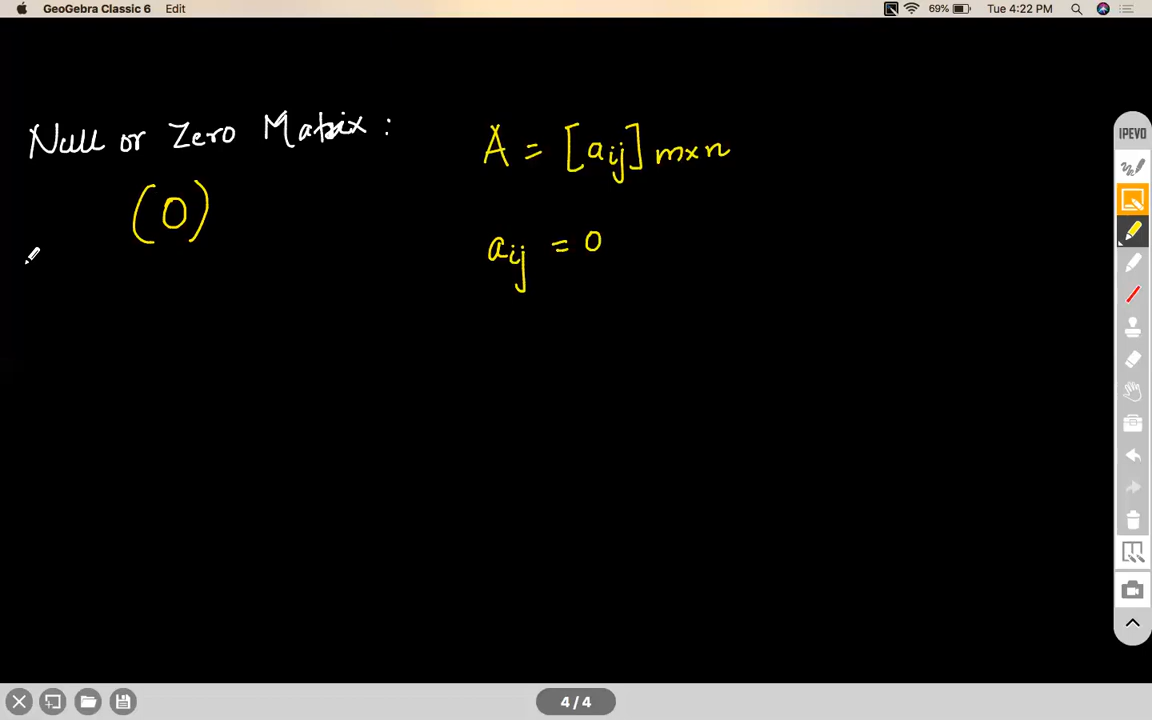 GeoGebra Classic 6 Edit 69% Tue 4:22 PM
Null or Zero Matrix :
A = [aij] m×n
(O)
aij = 0
IPEVO
4 / 4